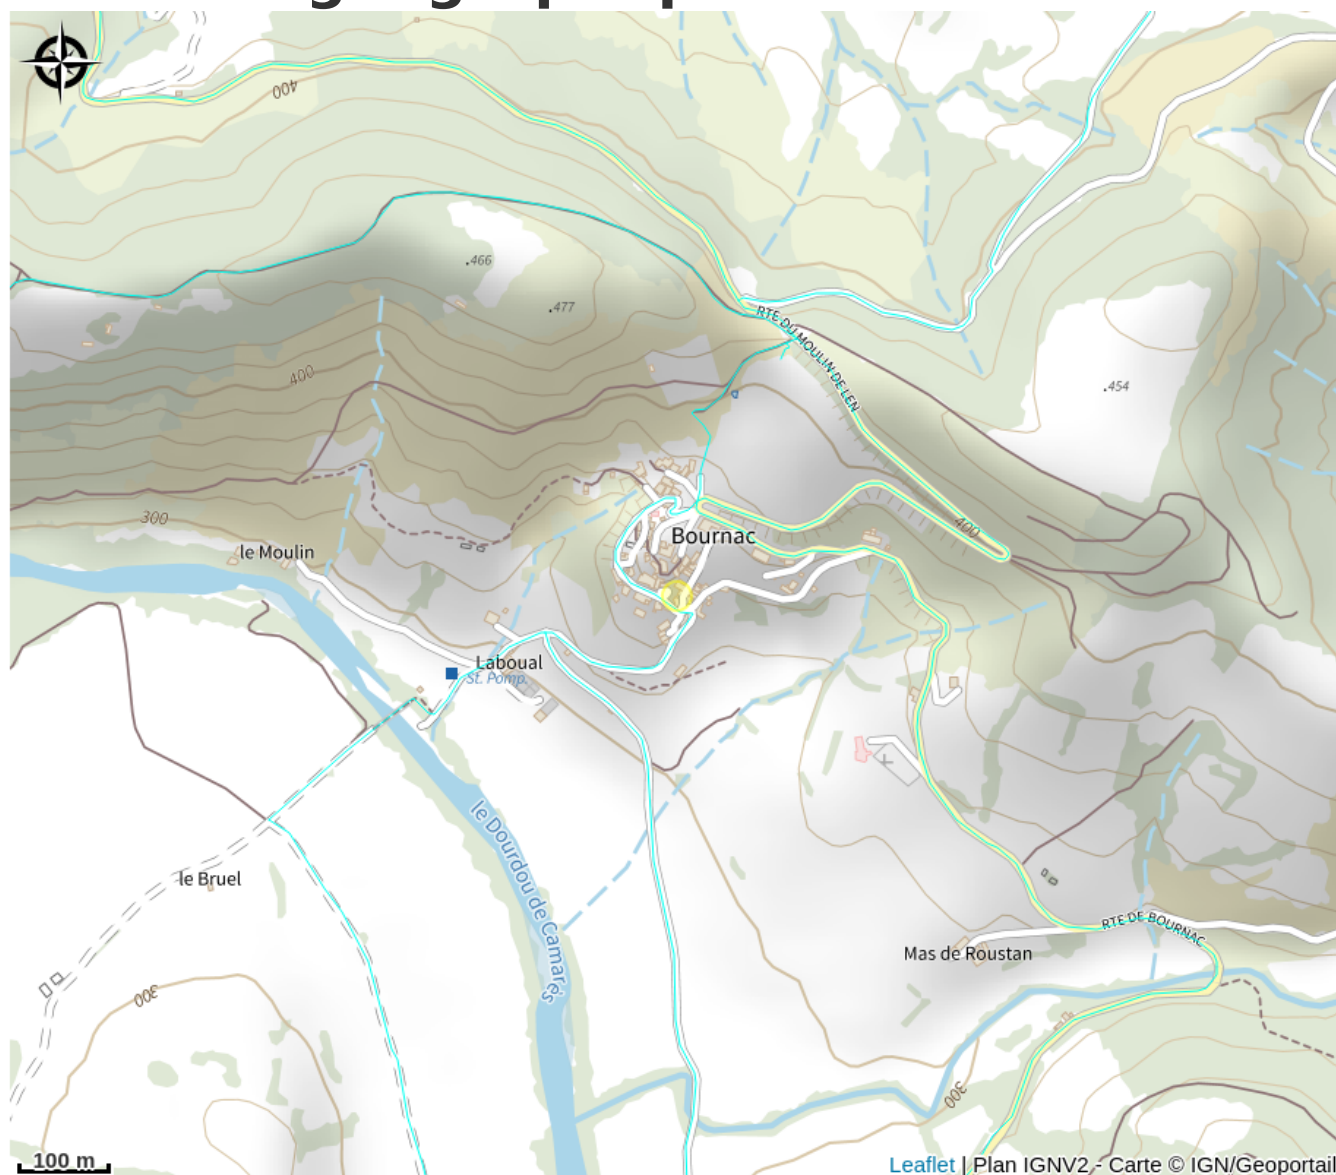 400
.466
.477
RTE DU MOULIN DE LEN
400
.454
300
le Moulin
Bournac
400
Laboual
St. Pomp.
le Dourdou de Camarès
le Bruel
RTE DE BOURNAC
Mas de Roustan
300
300
100 m
Leaflet | Plan IGNV2 - Carte © IGN/Geoportail